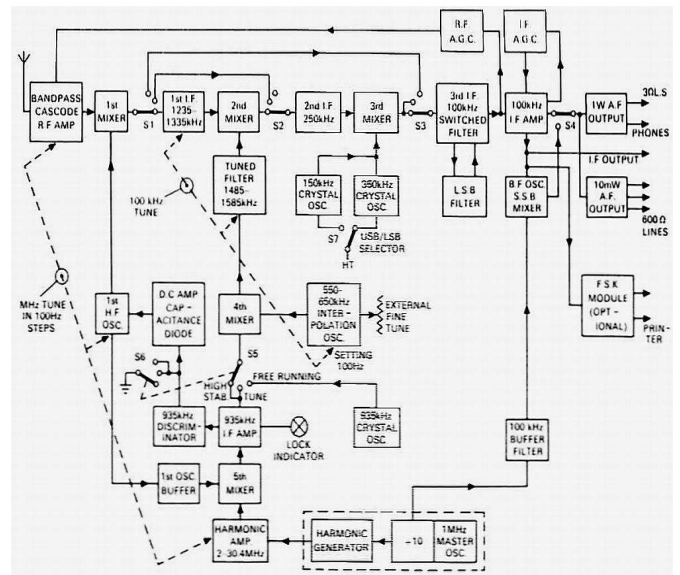 R.F.
A.G.C.
I.F.
A.G.C.
BANDPASS
CASCODE
R F AMP
1st
MIXER
S1
1st I.F.
1235-
1335kHz
2nd
MIXER
S2
2nd I.F
250kHz
3rd
MIXER
S3
3rd I.F.
100kHz
SWITCHED
FILTER
100kHz
I.F AMP
S4
1W A.F
OUTPUT
3Ω L.S
PHONES
I.F OUTPUT
TUNED
FILTER
1485-
1585kHz
150kHz
CRYSTAL
OSC.
350kHz
CRYSTAL
OSC.
L.S.B
FILTER
B.F OSC.
S.S.B
MIXER
10mW
A.F.
OUTPUT
600Ω
LINES
100 kHz
TUNE
S7
USB/LSB
SELECTOR
HT
MHz TUNE
IN 100Hz
STEPS
1st
H.F
OSC.
D.C AMP
CAP -
ACITANCE
DIODE
4th
MIXER
550-
650kHz
INTER-
POLATION
OSC.
EXTERNAL
FINE
TUNE
SETTING
100Hz
F.S.K
MODULE
(OPT -
IONAL)
PRIN-
TER
S6
S5
HIGH
STAB.
TUNE
FREE RUNNING
935kHz
DISCRIM-
INATOR
935kHz
I.F AMP
LOCK
INDICATOR
935kHz
CRYSTAL
OSC
100 kHz
BUFFER
FILTER
1st OSC.
BUFFER
5th
MIXER
HARMONIC
AMP.
2-30.4MHz
HARMONIC
GENERATOR
÷10
1MHz
MASTER
OSC.